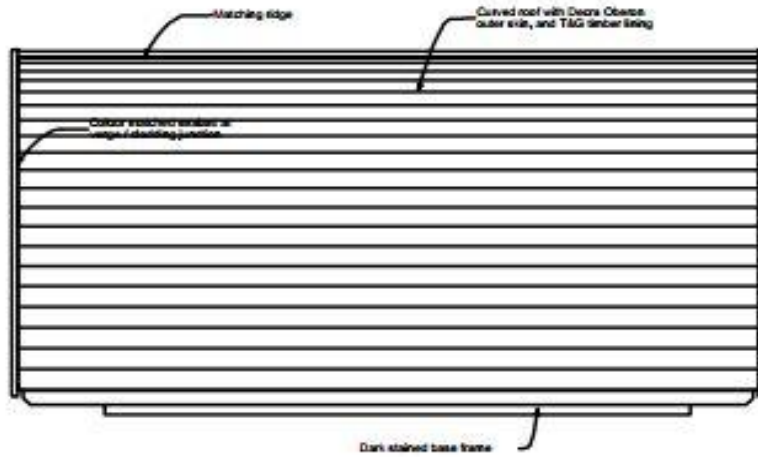 Matching ridge
Curved roof with Decra Oberon
outer skin, and T&G timber lining
Colour matched at
verge / cladding junction
Dark stained base frame